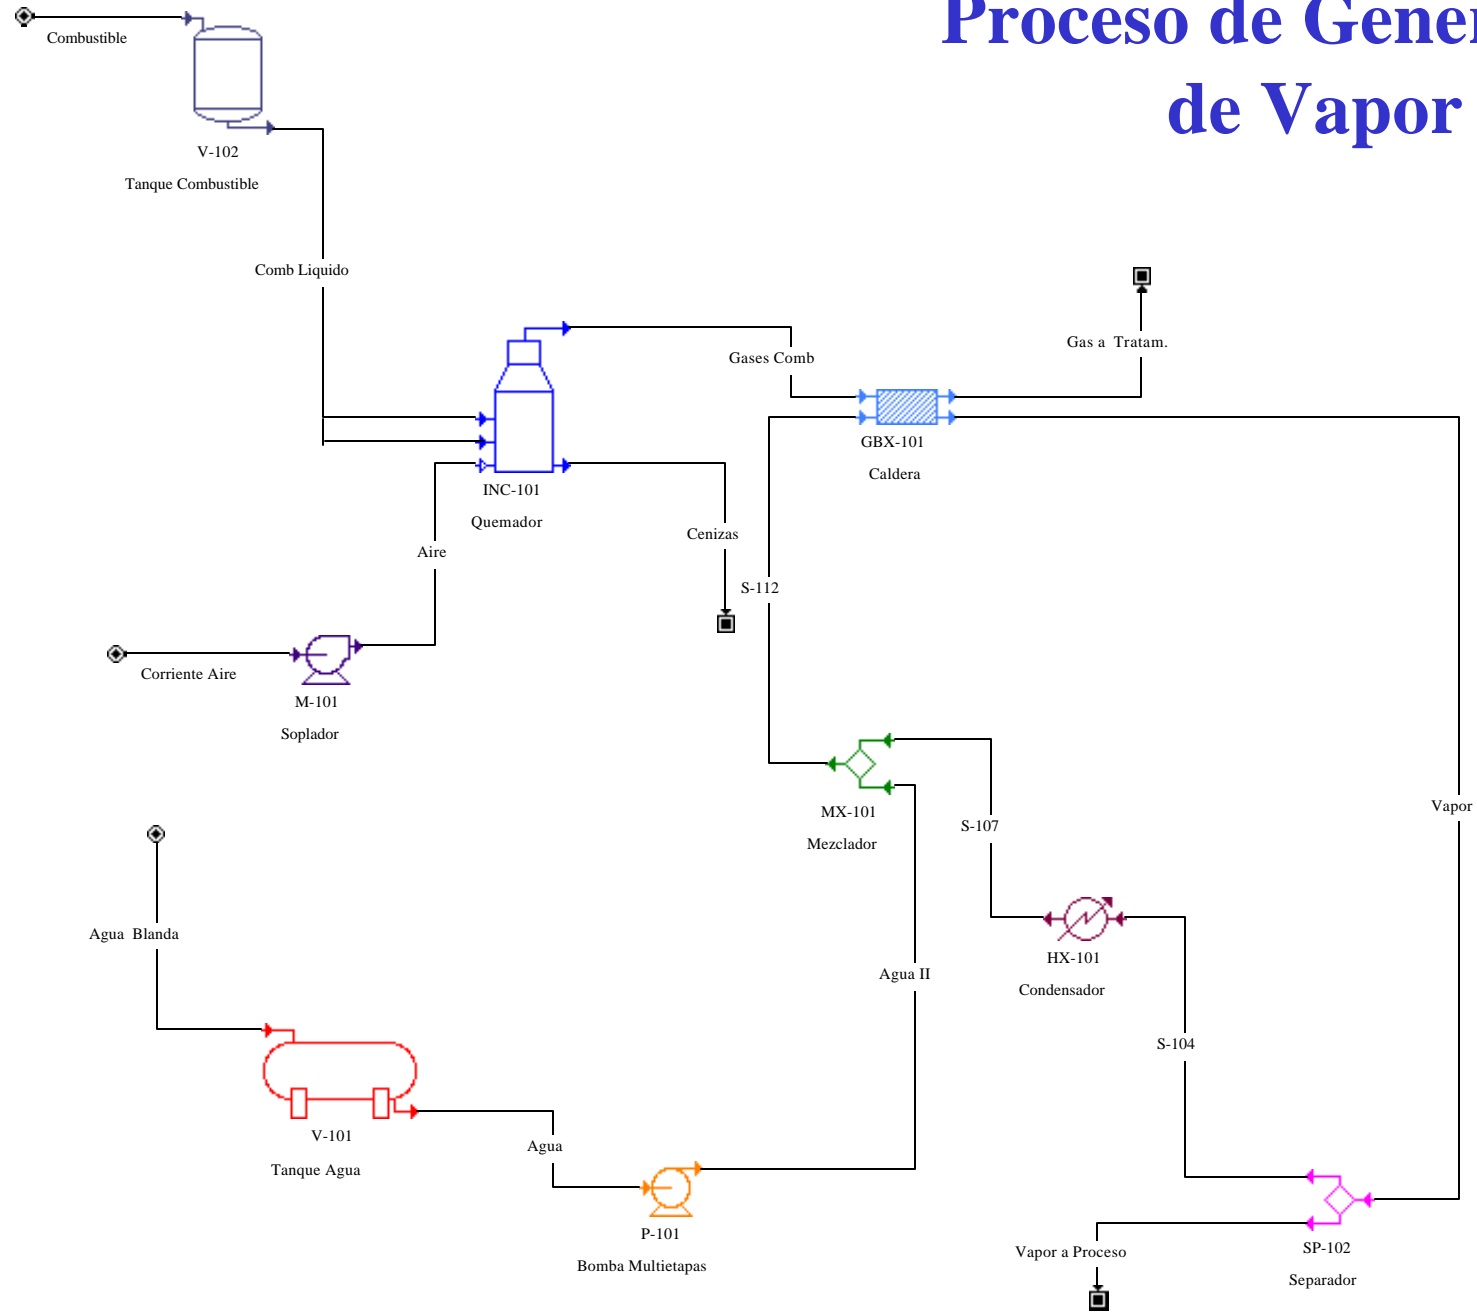 Proceso de Gener
de Vapor
Combustible
V-102
Tanque Combustible
Comb Liquido
Gases Comb
Gas a Tratam.
GBX-101
Caldera
INC-101
Quemador
Cenizas
Aire
S-112
Corriente Aire
M-101
Soplador
MX-101
Mezclador
S-107
Vapor
Agua Blanda
HX-101
Condensador
Agua II
S-104
V-101
Tanque Agua
Agua
P-101
Bomba Multietapas
Vapor a Proceso
SP-102
Separador